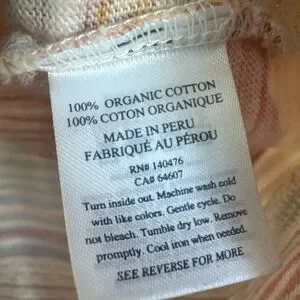 100% ORGANIC COTTON
100% COTON ORGANIQUE
MADE IN PERU
FABRIQUÉ AU PÉROU
RN# 140476
CA# 64607
Turn inside out. Machine wash cold
with like colors. Gentle cycle. Do
not bleach. Tumble dry low. Remove
promptly. Cool iron when needed.
SEE REVERSE FOR MORE